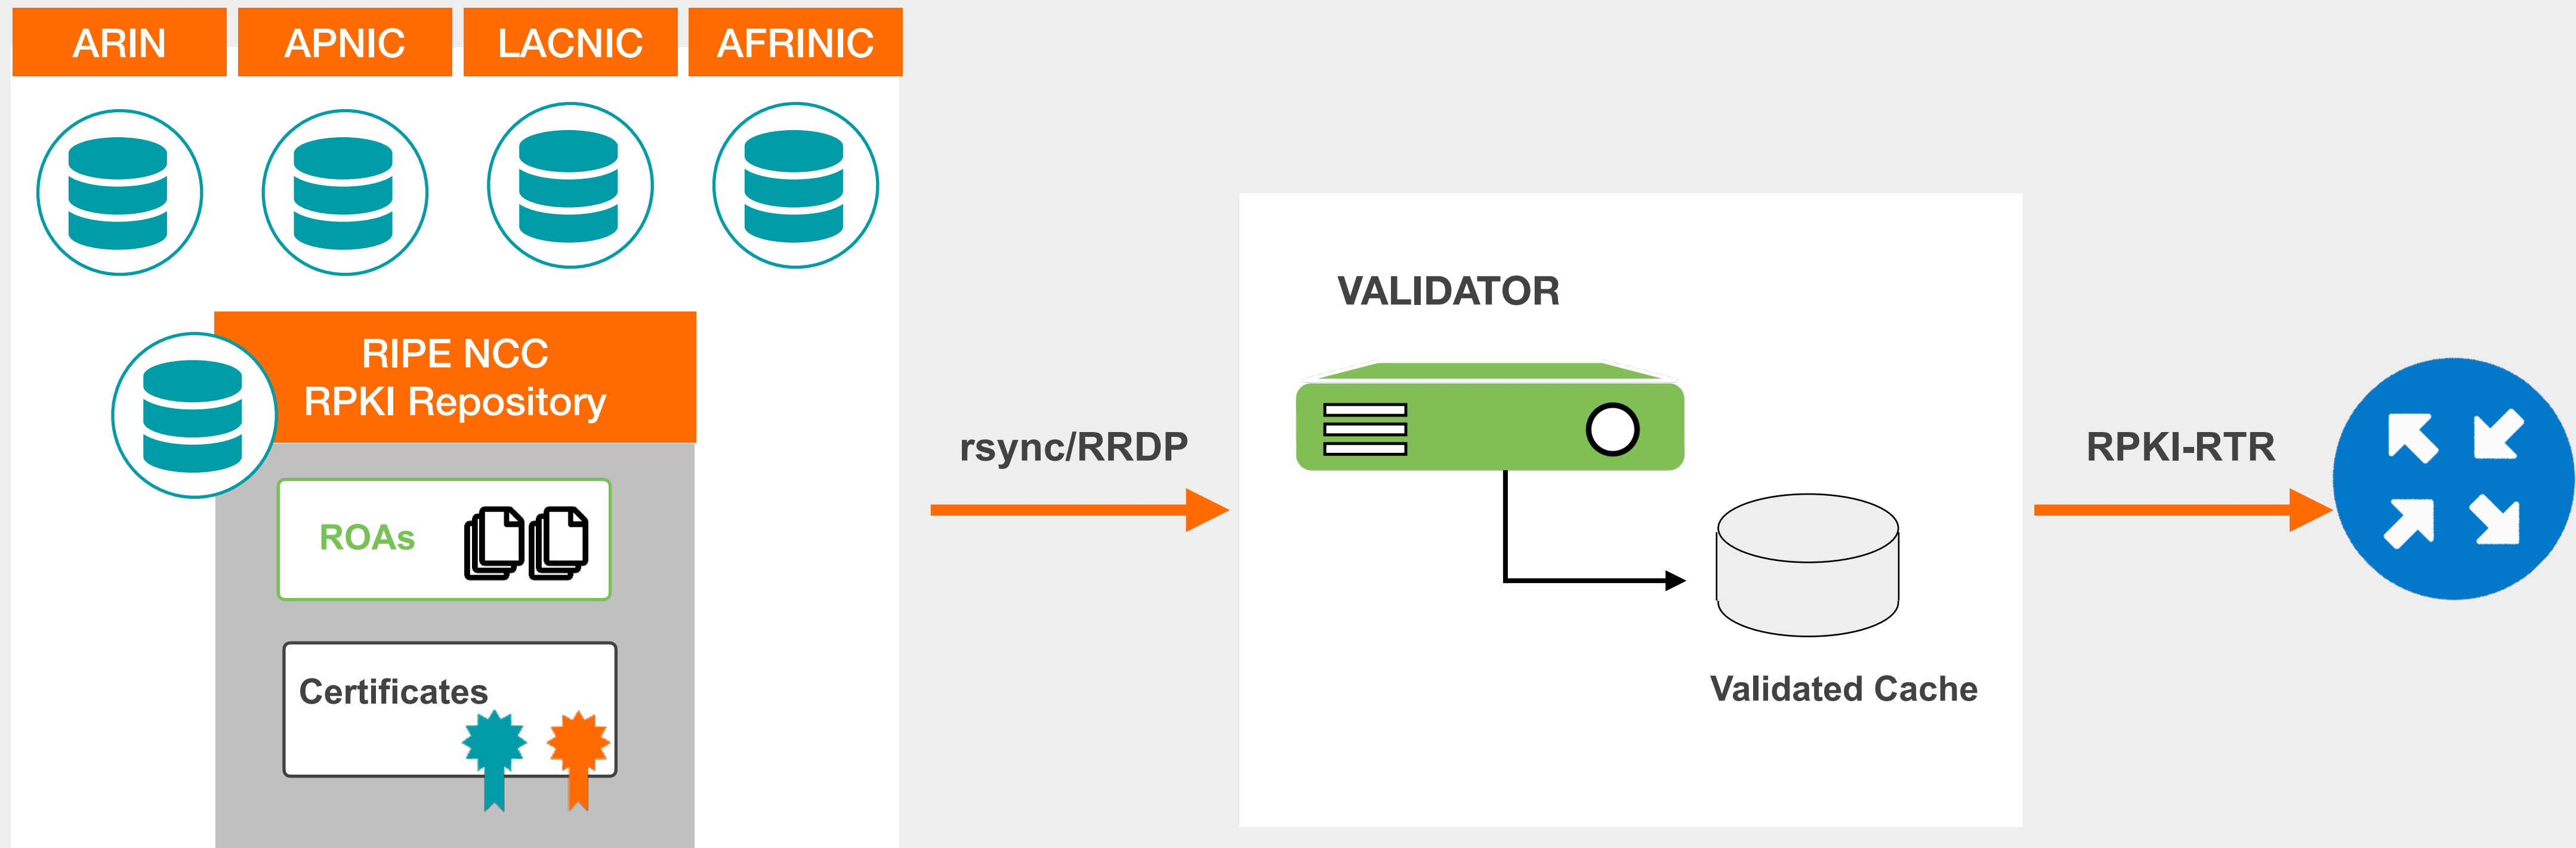 ARIN
APNIC
LACNIC
AFRINIC
RIPE NCC
RPKI Repository
ROAs
Certificates
rsync/RRDP
VALIDATOR
Validated Cache
RPKI-RTR